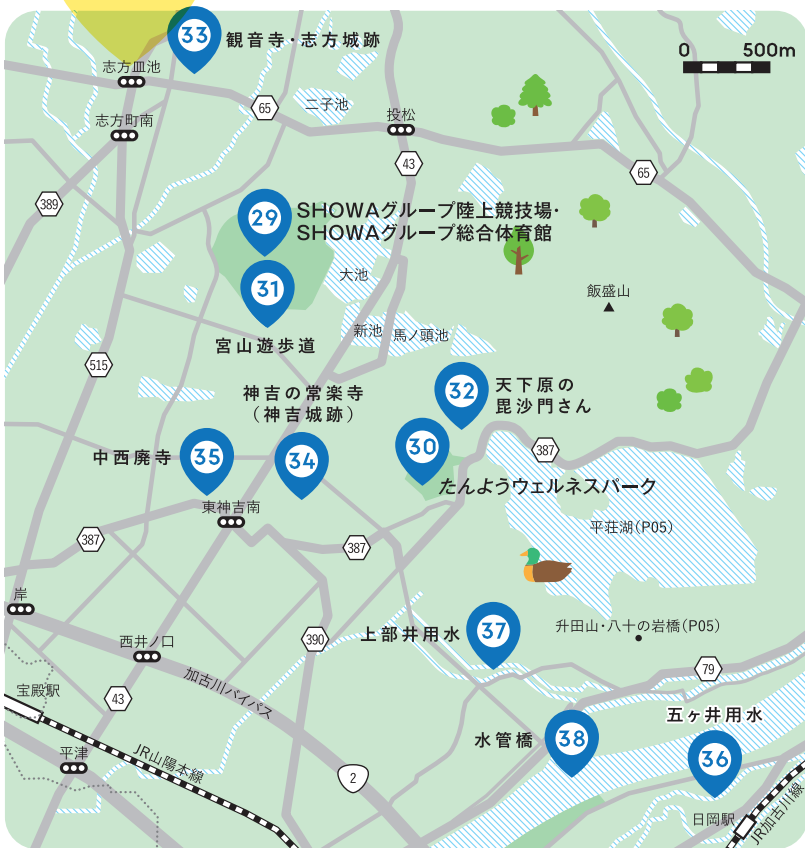 33
観音寺・志方城跡
0 500m
志方皿池
65
二子池
投松
志方町南
43
65
389
29
SHOWAグループ陸上競技場・
SHOWAグループ総合体育館
大池
31
飯盛山
新池
馬ノ頭池
宮山遊歩道
515
神吉の常楽寺
（神吉城跡）
32
天下原の
毘沙門さん
中西廃寺
35
34
30
387
たんようウェルネスパーク
東神吉南
平荘湖(P05)
387
387
岸
西井ノ口
390
上部井用水
37
升田山・八十の岩橋(P05)
79
加古川バイパス
宝殿駅
43
五ヶ井用水
水管橋
38
36
平津
JR山陽本線
2
日岡駅
JR加古川線